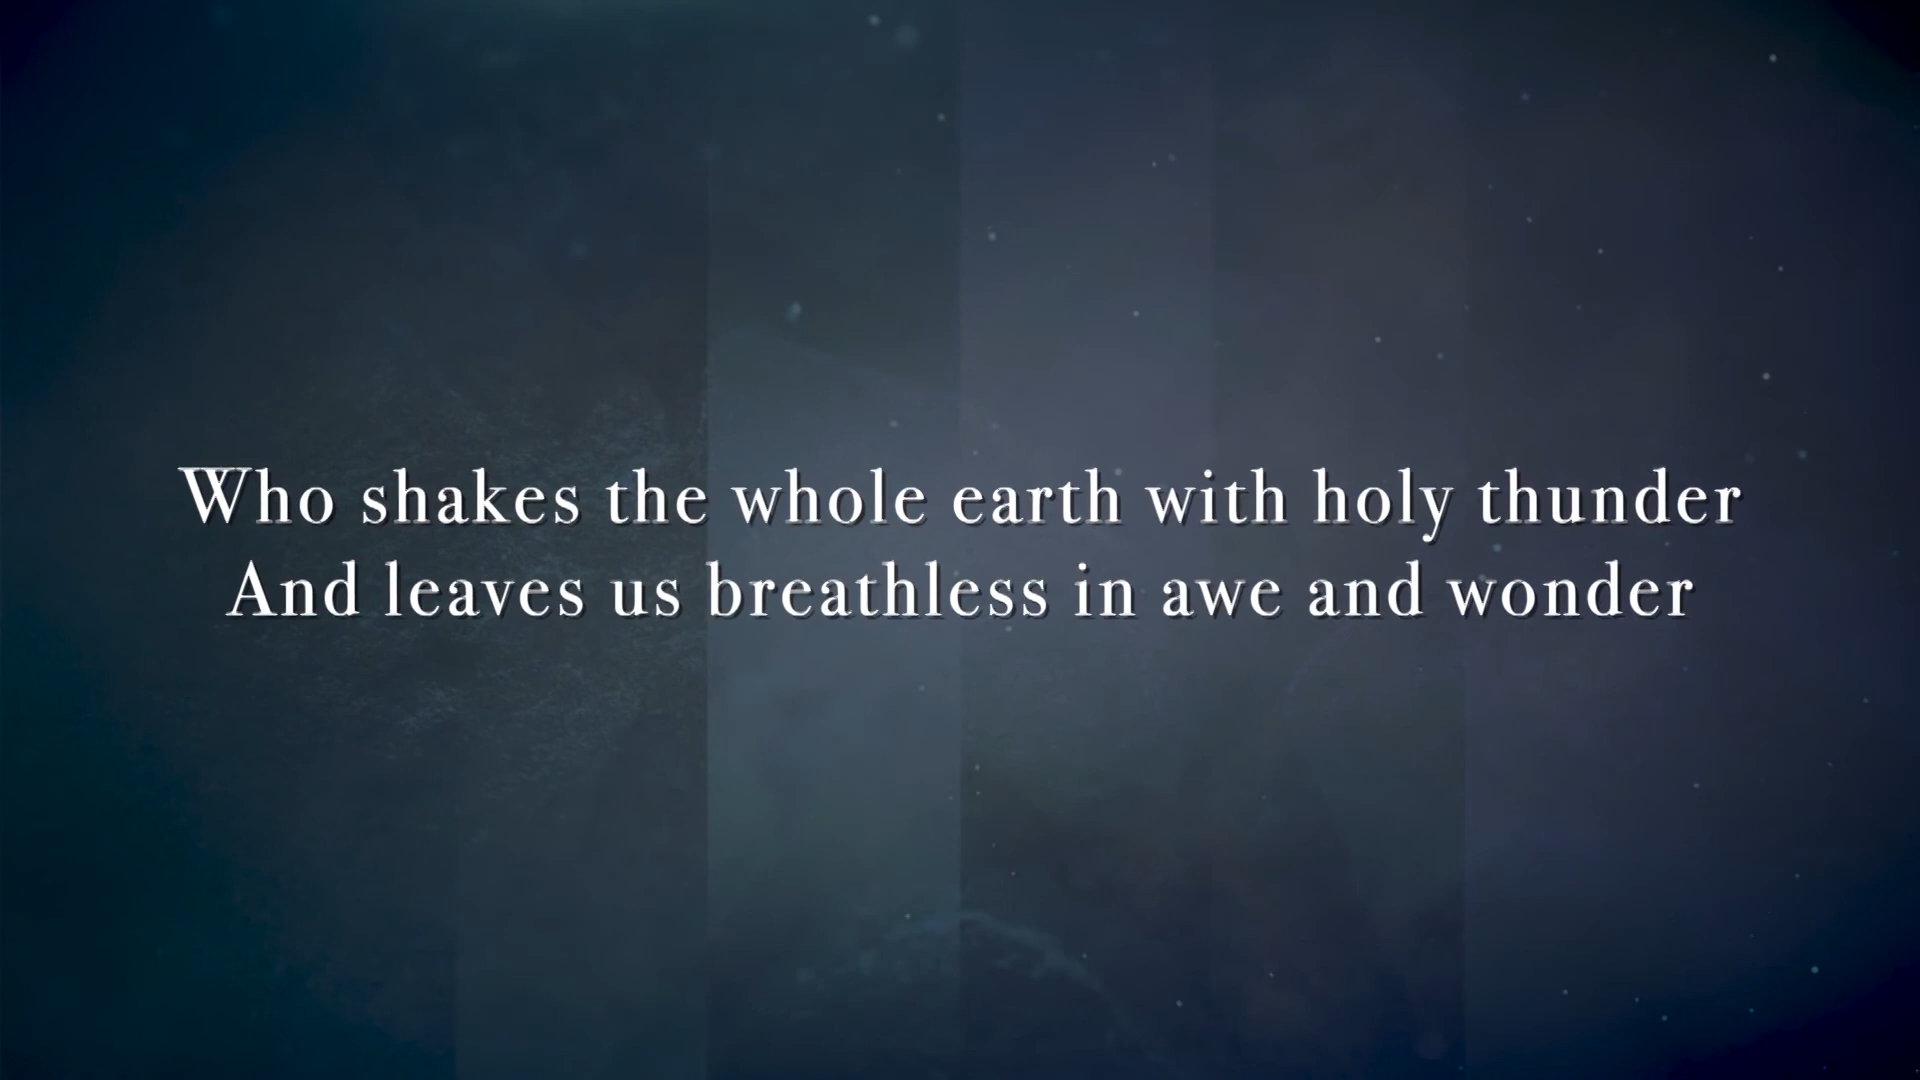 Who shakes the whole earth with holy thunder
And leaves us breathless in awe and wonder